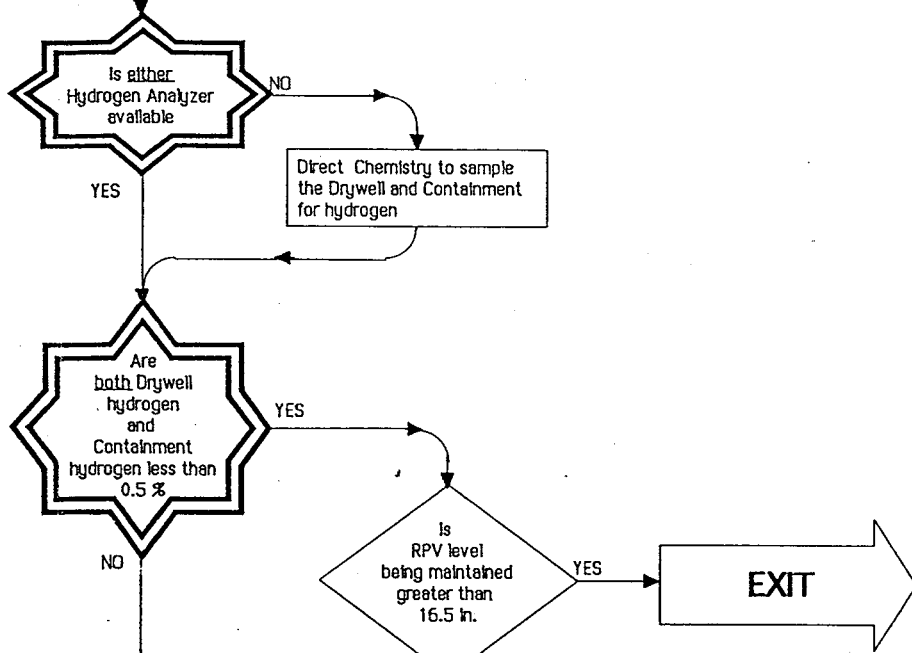 Is either
Hydrogen Analyzer
available
NO
Direct Chemistry to sample
the Drywell and Containment
for hydrogen
YES
Are
both Drywell
hydrogen
and
Containment
hydrogen less than
0.5 %
YES
NO
Is
RPV level
being maintained
greater than
16.5 in.
YES
EXIT